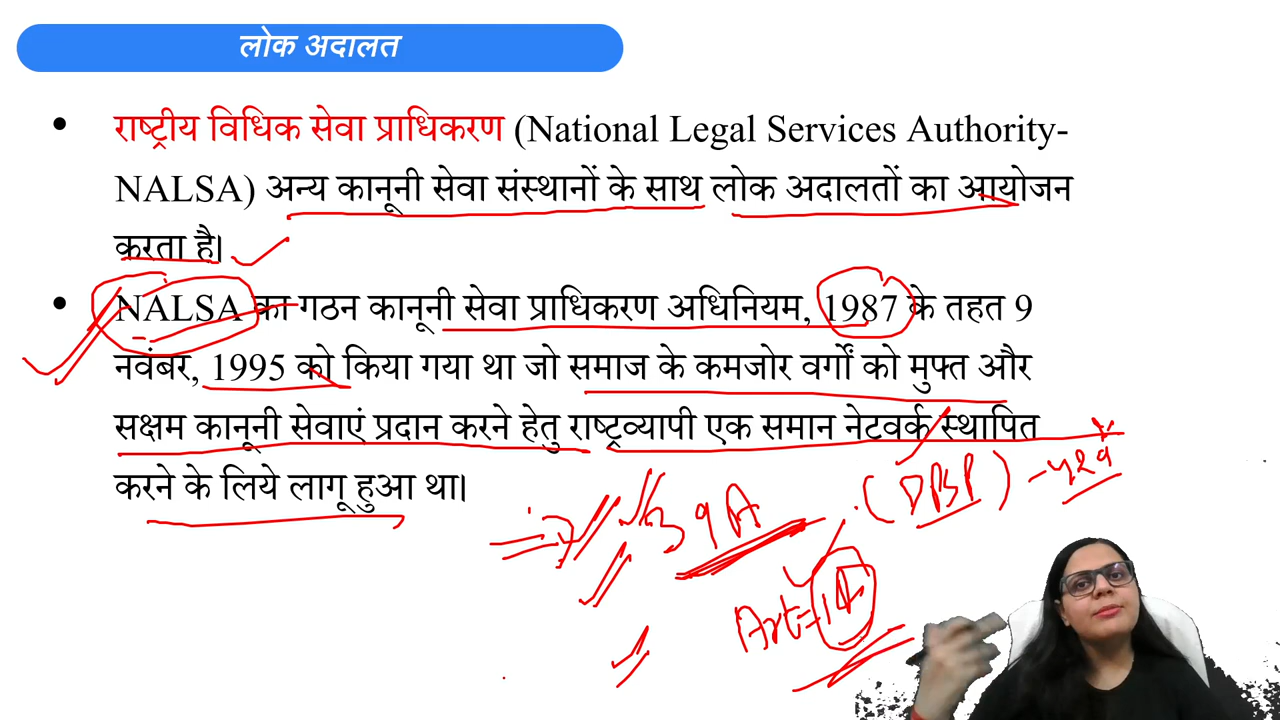 लोक अदालत
• राष्ट्रीय विधिक सेवा प्राधिकरण (National Legal Services Authority-
NALSA) अन्य कानूनी सेवा संस्थानों के साथ लोक अदालतों का आयोजन
करता है।
• NALSA का गठन कानूनी सेवा प्राधिकरण अधिनियम, 1987 के तहत 9
नवंबर, 1995 को किया गया था जो समाज के कमजोर वर्गों को मुफ्त और
सक्षम कानूनी सेवाएं प्रदान करने हेतु राष्ट्रव्यापी एक समान नेटवर्क स्थापित
करने के लिये लागू हुआ था।
39A
Art=14